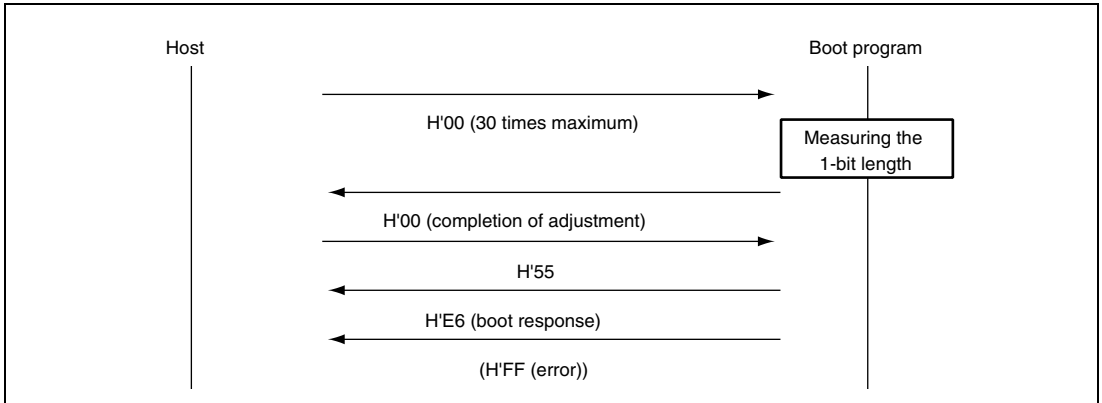 Host
Boot program
H'00 (30 times maximum)
Measuring the
1-bit length
H'00 (completion of adjustment)
H'55
H'E6 (boot response)
(H'FF (error))